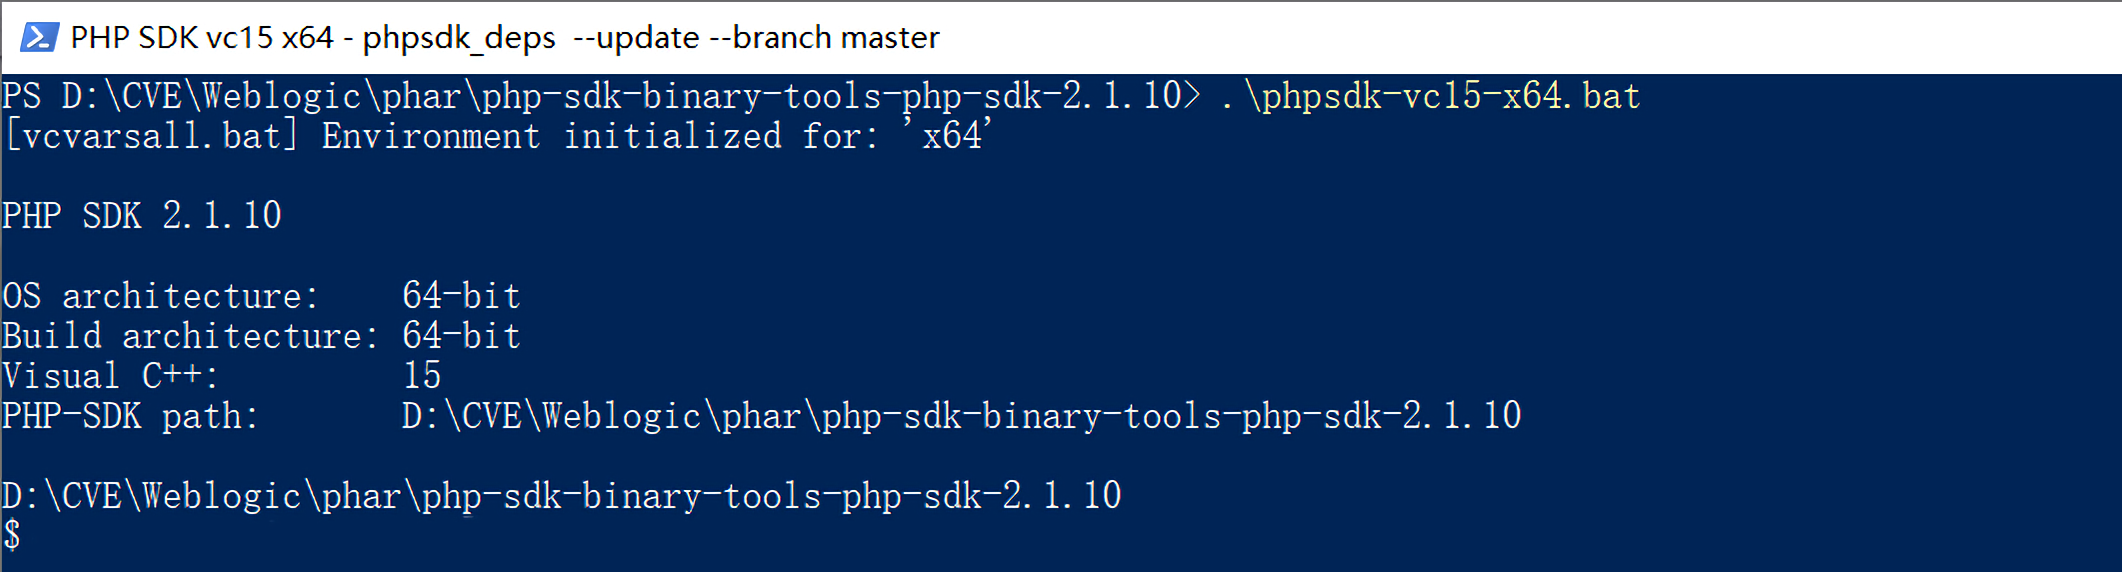 PHP SDK vc15 x64 - phpsdk_deps  --update --branch master
PS D:\CVE\Weblogic\phar\php-sdk-binary-tools-php-sdk-2.1.10> .\phpsdk-vc15-x64.bat
[vcvarsall.bat] Environment initialized for: 'x64'
PHP SDK 2.1.10
OS architecture:    64-bit
Build architecture: 64-bit
Visual C++:         15
PHP-SDK path:       D:\CVE\Weblogic\phar\php-sdk-binary-tools-php-sdk-2.1.10
D:\CVE\Weblogic\phar\php-sdk-binary-tools-php-sdk-2.1.10
$